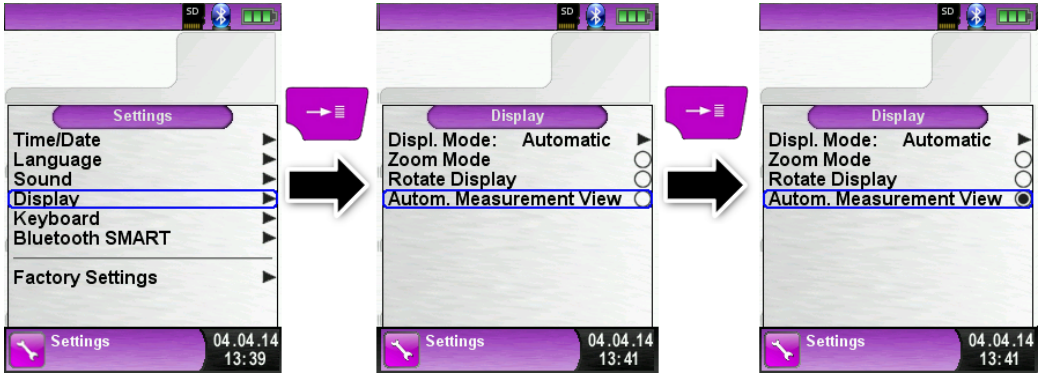 SD
Settings
Time/Date
Language
Sound
Display
Keyboard
Bluetooth SMART
Factory Settings
Settings
04.04.14
13:39
SD
Display
Displ. Mode: Automatic
Zoom Mode
Rotate Display
Autom. Measurement View
Settings
04.04.14
13:41
SD
Display
Displ. Mode: Automatic
Zoom Mode
Rotate Display
Autom. Measurement View
Settings
04.04.14
13:41